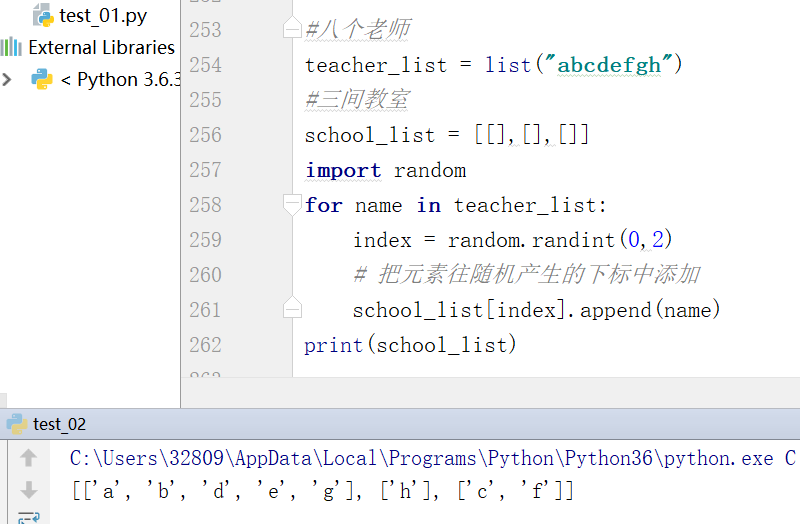 test_01.py
External Libraries
< Python 3.6.3
253 #八个老师
254 teacher_list = list("abcdefgh")
255 #三间教室
256 school_list = [[],[],[]]
257 import random
258 for name in teacher_list:
259 index = random.randint(0,2)
260 # 把元素往随机产生的下标中添加
261 school_list[index].append(name)
262 print(school_list)
test_02
C:\Users\32809\AppData\Local\Programs\Python\Python36\python.exe C
[['a', 'b', 'd', 'e', 'g'], ['h'], ['c', 'f']]